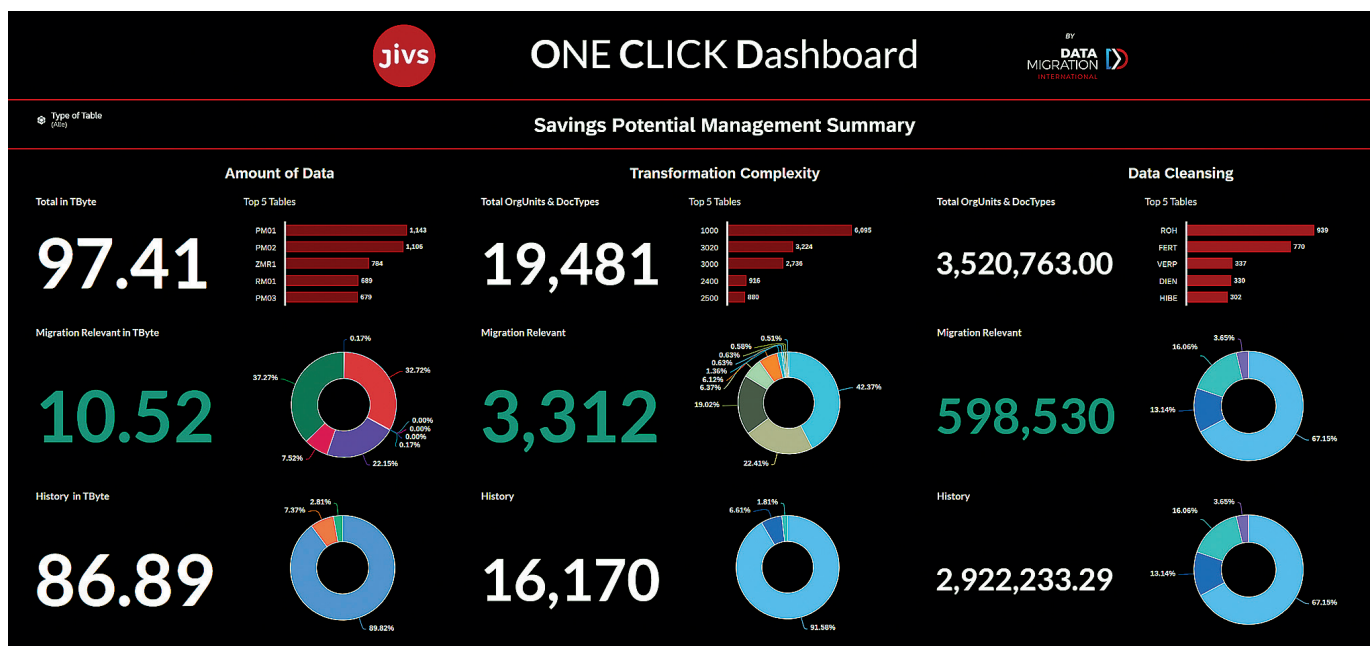 JiVS
ONE CLICK Dashboard
BY
DATA
MIGRATION
INTERNATIONAL
Type of Table
(Alle)
Savings Potential Management Summary
Amount of Data
Total in TByte
Top 5 Tables
97.41
PM01 1,143
PM02 1,106
ZMR1 784
RM01 689
PM03 679
Migration Relevant in TByte
10.52
0.17%
32.72%
0.00%
0.00%
0.00%
0.17%
22.15%
7.52%
37.27%
History in TByte
86.89
2.81%
7.37%
89.82%
Transformation Complexity
Total OrgUnits & DocTypes
Top 5 Tables
19,481
1000 6,095
3020 3,224
3000 2,736
2400 916
2500 880
Migration Relevant
3,312
0.51%
0.58%
0.63%
0.63%
1.36%
6.12%
6.37%
19.02%
22.41%
42.37%
History
16,170
1.81%
6.61%
91.58%
Data Cleansing
Total OrgUnits & DocTypes
Top 5 Tables
3,520,763.00
ROH 939
FERT 770
VERP 337
DIEN 330
HIBE 302
Migration Relevant
598,530
3.65%
16.06%
13.14%
67.15%
History
2,922,233.29
3.65%
16.06%
13.14%
67.15%